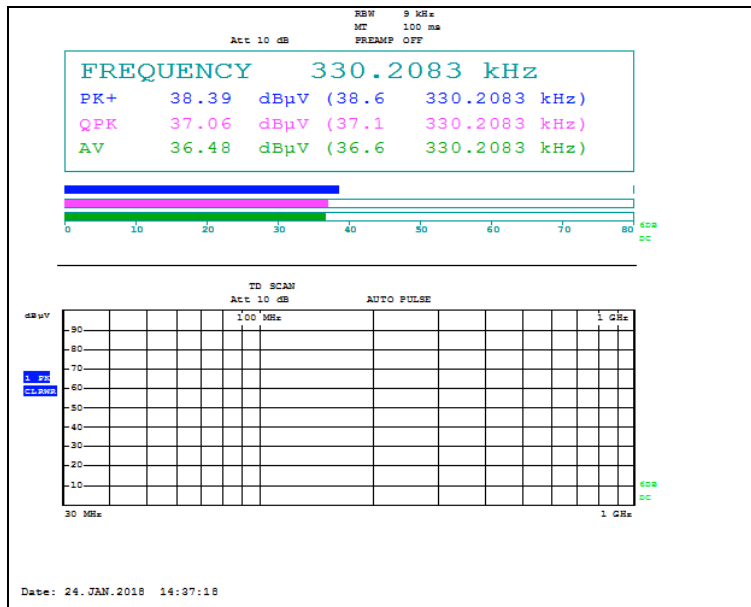 RBW 9 kHz
MT 100 ms
Att 10 dB PREAMP OFF
FREQUENCY 330.2083 kHz
PK+ 38.39 dBµV (38.6 330.2083 kHz)
QPK 37.06 dBµV (37.1 330.2083 kHz)
AV 36.48 dBµV (36.6 330.2083 kHz)
0 10 20 30 40 50 60 70 80
6DB
DC
TD SCAN
Att 10 dB AUTO PULSE
dBµV 100 MHz 1 GHz
90
80
70
1 PK
60
CLRWR
50
40
30
20
10
6DB
DC
30 MHz 1 GHz
Date: 24.JAN.2018 14:37:18